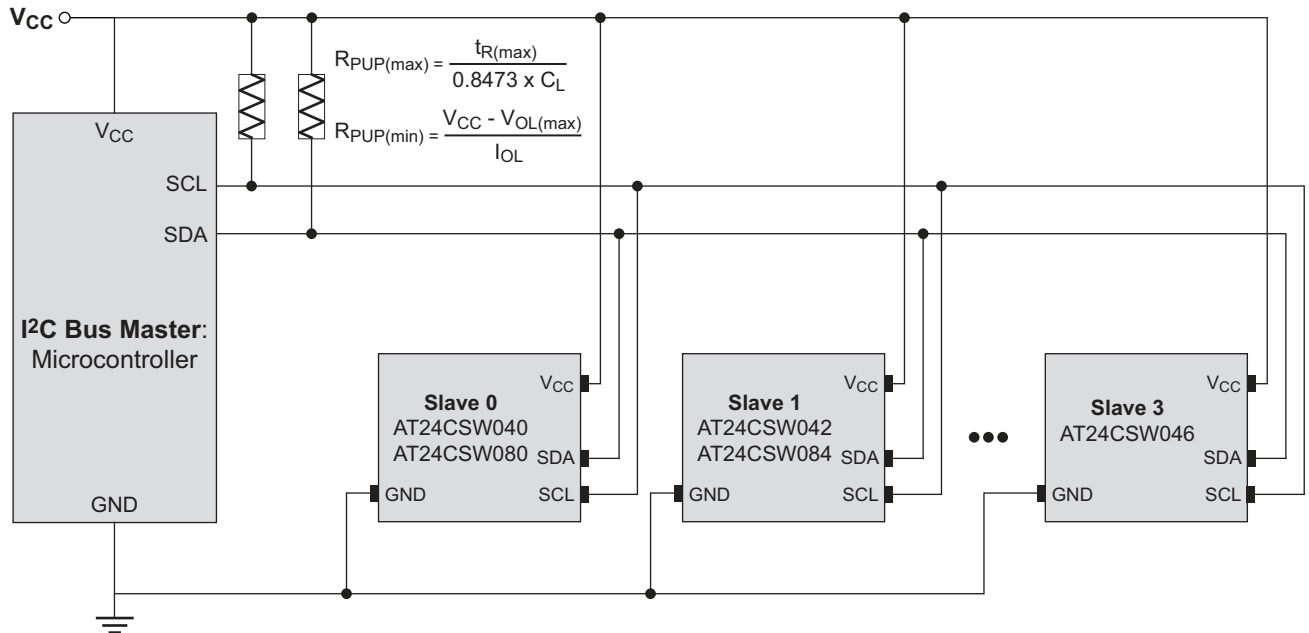 VCC
RPUP(max) = tR(max) / 0.8473 x CL
RPUP(min) = VCC - VOL(max) / IOL
VCC
SCL
SDA
I2C Bus Master:
Microcontroller
GND
VCC
Slave 0
AT24CSW040
AT24CSW080
SDA
GND
SCL
VCC
Slave 1
AT24CSW042
AT24CSW084
SDA
GND
SCL
VCC
Slave 3
AT24CSW046
SDA
GND
SCL